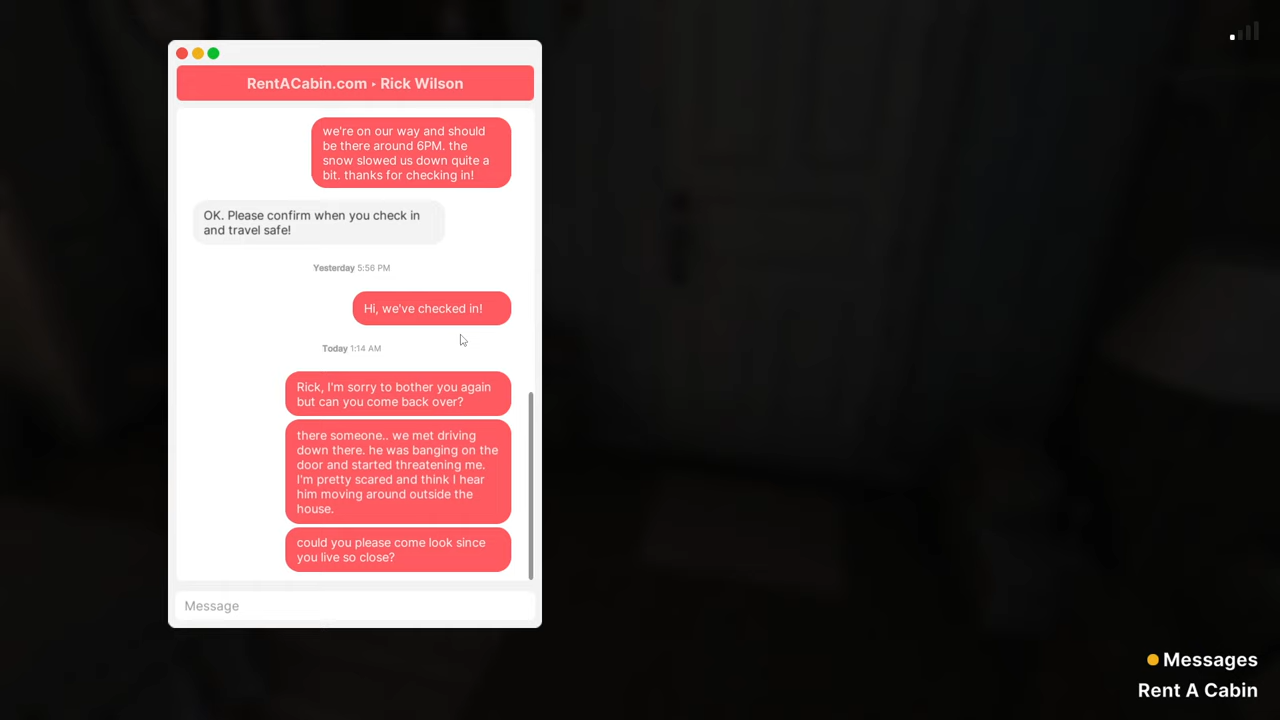 RentACabin.com ‣ Rick Wilson
we're on our way and should
be there around 6PM. the
snow slowed us down quite a
bit. thanks for checking in!
OK. Please confirm when you check in
and travel safe!
Yesterday 5:56 PM
Hi, we've checked in!
Today 1:14 AM
Rick, I'm sorry to bother you again
but can you come back over?
there someone.. we met driving
down there. he was banging on the
door and started threatening me.
I'm pretty scared and think I hear
him moving around outside the
house.
could you please come look since
you live so close?
Message
Messages
Rent A Cabin